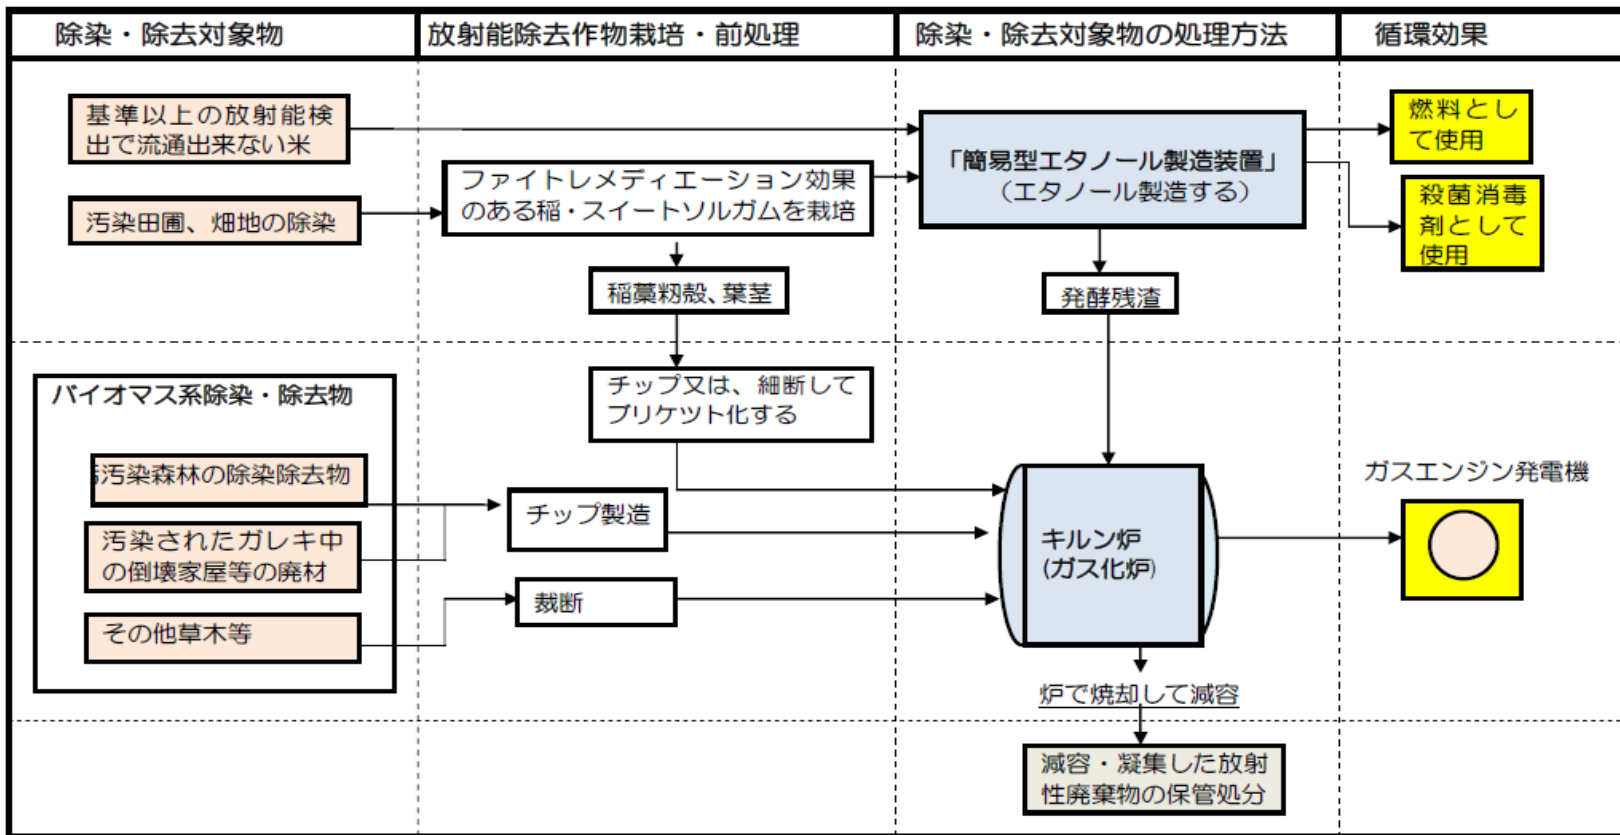 除染・除去対象物
放射能除去作物栽培・前処理
除染・除去対象物の処理方法
循環効果
基準以上の放射能検
出で流通出来ない米
汚染田圃、畑地の除染
ファイトレメディエーション効果
のある稲・スイートソルガムを栽培
「簡易型エタノール製造装置」
（エタノール製造する）
燃料とし
て使用
殺菌消毒
剤として
使用
稲藁籾殻、葉茎
発酵残渣
バイオマス系除染・除去物
チップ又は、細断して
ブリケツト化する
汚染森林の除染除去物
汚染されたガレキ中
の倒壊家屋等の廃材
その他草木等
チップ製造
裁断
キルン炉
(ガス化炉)
ガスエンジン発電機
炉で焼却して減容
減容・凝集した放射
性廃棄物の保管処分